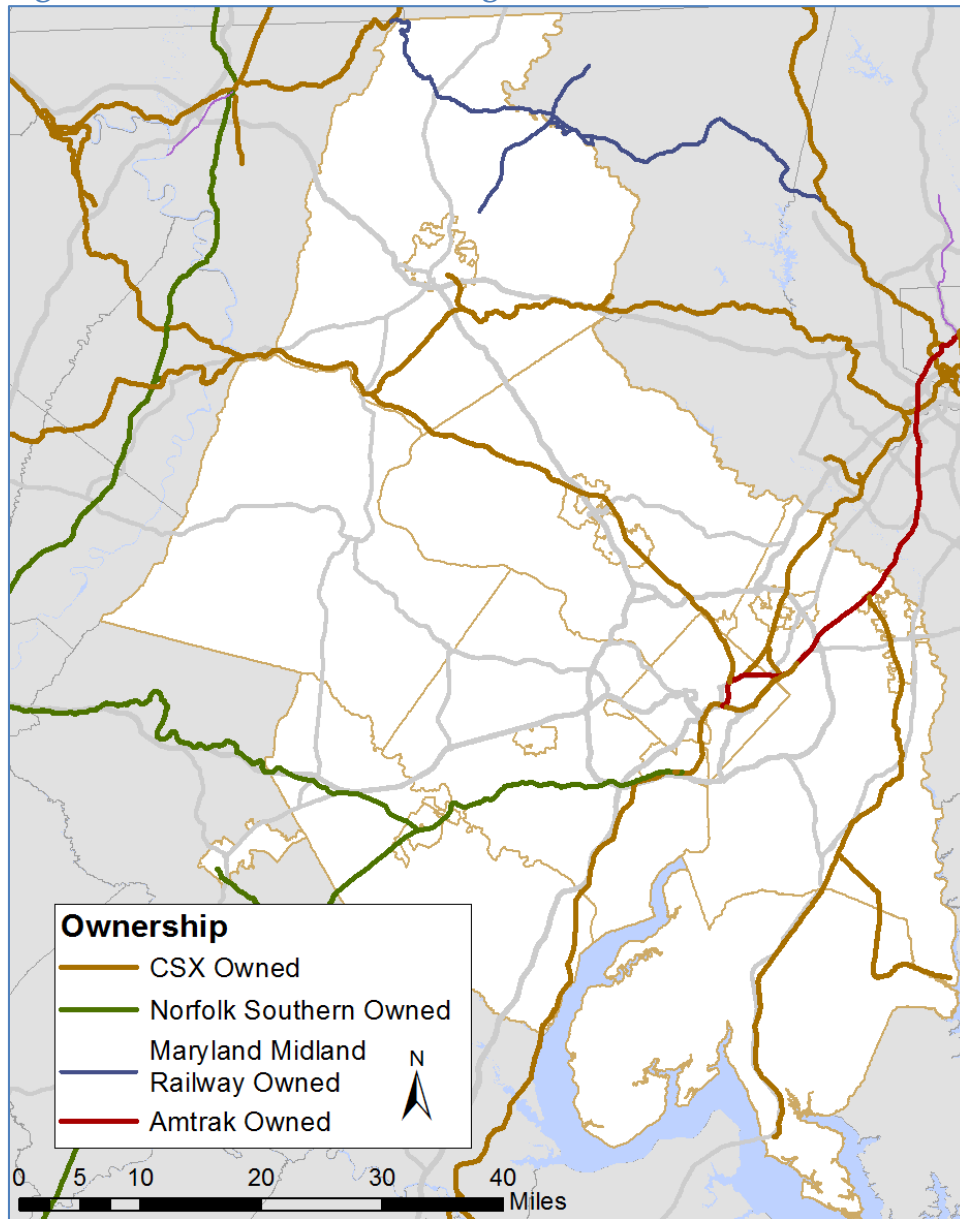 Ownership
CSX Owned
Norfolk Southern Owned
Maryland Midland
Railway Owned
Amtrak Owned
N
0 5 10 20 30 40
Miles